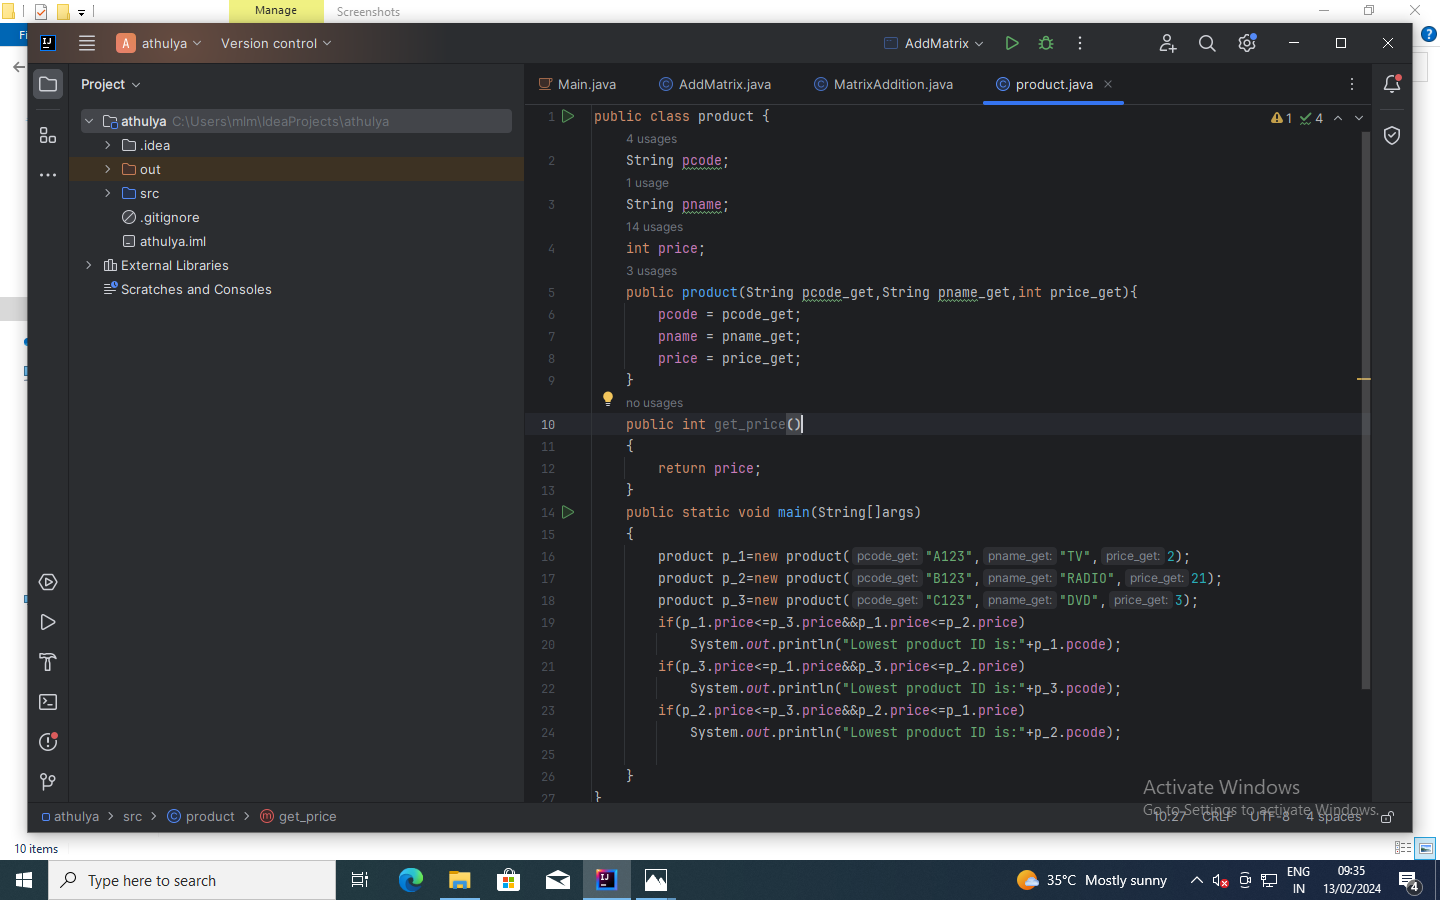 Manage
Screenshots
Fi
IJ
A athulya
Version control
AddMatrix
Project
Main.java
AddMatrix.java
MatrixAddition.java
product.java
athulya C:\Users\mlm\IdeaProjects\athulya
.idea
out
src
.gitignore
athulya.iml
External Libraries
Scratches and Consoles
1 4
1 public class product {
4 usages
2 String pcode;
1 usage
3 String pname;
14 usages
4 int price;
3 usages
5 public product(String pcode_get,String pname_get,int price_get){
6 pcode = pcode_get;
7 pname = pname_get;
8 price = price_get;
9 }
no usages
10 public int get_price()
11 {
12 return price;
13 }
14 public static void main(String[]args)
15 {
16 product p_1=new product( pcode_get: "A123", pname_get: "TV", price_get: 2);
17 product p_2=new product( pcode_get: "B123", pname_get: "RADIO", price_get: 21);
18 product p_3=new product( pcode_get: "C123", pname_get: "DVD", price_get: 3);
19 if(p_1.price<=p_3.price&&p_1.price<=p_2.price)
20 System.out.println("Lowest product ID is:"+p_1.pcode);
21 if(p_3.price<=p_1.price&&p_3.price<=p_2.price)
22 System.out.println("Lowest product ID is:"+p_3.pcode);
23 if(p_2.price<=p_3.price&&p_2.price<=p_1.price)
24 System.out.println("Lowest product ID is:"+p_2.pcode);
25
26 }
27 }
Activate Windows
Go to Settings to activate Windows.
athulya > src > product > get_price
10:27 CRLF UTF-8 4 spaces
10 items
Type here to search
35°C Mostly sunny
ENG
IN
09:35
13/02/2024
4